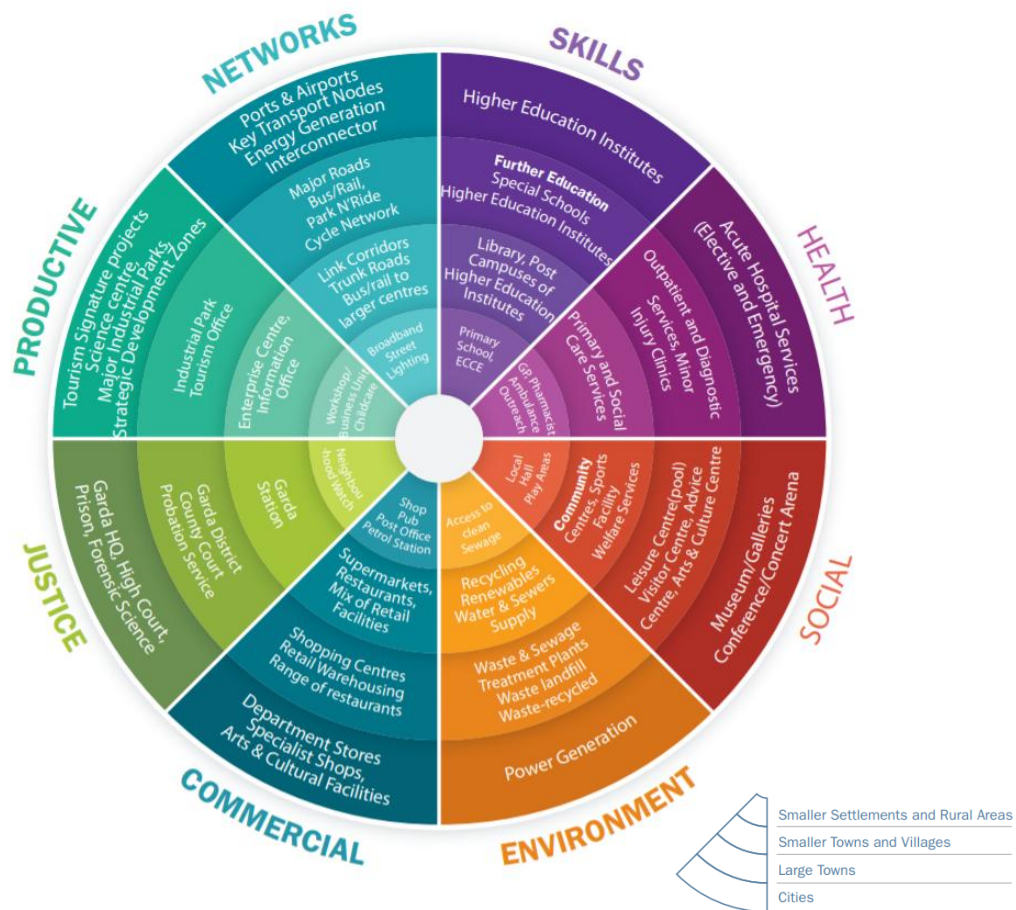 NETWORKS
Ports & Airports
Key Transport Nodes
Energy Generation
Interconnector
Major Roads
Bus/Rail,
Park N'Ride
Cycle Network
Link Corridors
Trunk Roads
Bus/rail to
larger centres
Broadband
Street
Lighting
SKILLS
Higher Education Institutes
Further Education
Special Schools
Higher Education Institutes
Library, Post
Campuses of
Higher Education
Institutes
Primary
School,
ECCE
HEALTH
Acute Hospital Services
(Elective and Emergency)
Outpatient and Diagnostic
Services, Minor
Injury Clinics
Primary and Social
Care Services
GP, Pharmacist
Ambulance
Outreach
SOCIAL
Museum/Galleries
Conference/Concert Arena
Leisure Centre(pool)
Visitor Centre, Advice
Centre, Arts & Culture Centre
Community
Centres, Sports
Facility
Welfare Services
Local
Hall
Play Areas
ENVIRONMENT
Power Generation
Waste & Sewage
Treatment Plants
Waste landfill
Waste-recycled
Recycling
Renewables
Water & Sewers
Supply
Access to
clean
Sewage
COMMERCIAL
Department Stores
Specialist Shops,
Arts & Cultural Facilities
Shopping Centres
Retail Warehousing
Range of restaurants
Supermarkets,
Restaurants,
Mix of Retail
Facilities
Shop
Pub
Post Office
Petrol Station
JUSTICE
Garda HQ, High Court,
Prison, Forensic Science
Garda District
County Court
Probation Service
Garda
Station
Neighbou
-hood Watch
PRODUCTIVE
Tourism Signature projects
Science centre,
Major Industrial Parks,
Strategic Development Zones
Industrial Park
Tourism Office
Enterprise Centre,
Information
Office
Workshop/
Business Unit
Childcare
Smaller Settlements and Rural Areas
Smaller Towns and Villages
Large Towns
Cities